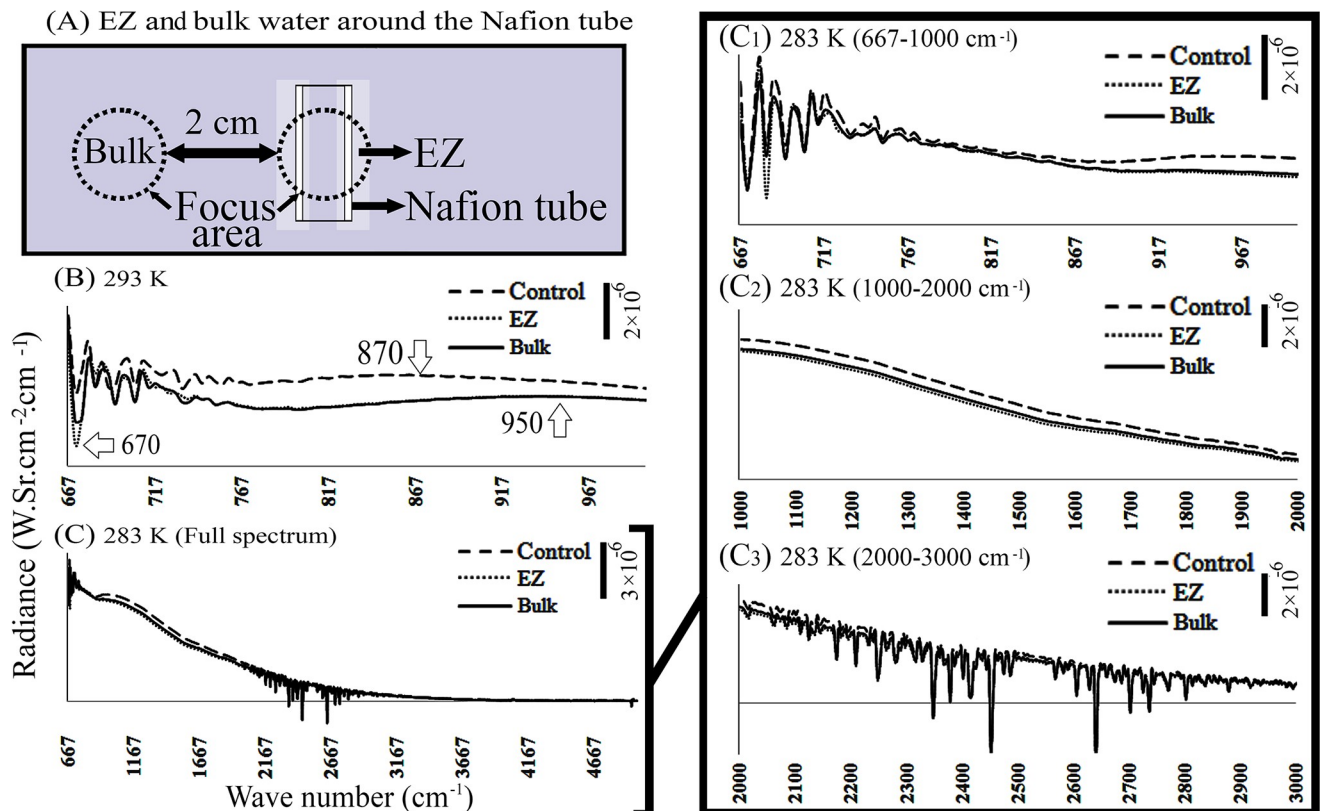 (A) EZ and bulk water around the Nafion tube
2 cm
Bulk
EZ
Focus area
Nafion tube
(B) 293 K
Control
EZ
Bulk
2×10-6
870
950
670
667 717 767 817 867 917 967
(C) 283 K (Full spectrum)
Control
EZ
Bulk
3×10-6
667 1167 1667 2167 2667 3167 3667 4167 4667
Wave number (cm-1)
Radiance (W.Sr.cm-2.cm -1)
(C1) 283 K (667-1000 cm-1)
Control
EZ
Bulk
2×10-6
667 717 767 817 867 917 967
(C2) 283 K (1000-2000 cm-1)
Control
EZ
Bulk
2×10-6
1000 1100 1200 1300 1400 1500 1600 1700 1800 1900 2000
(C3) 283 K (2000-3000 cm-1)
Control
EZ
Bulk
2×10-6
2000 2100 2200 2300 2400 2500 2600 2700 2800 2900 3000